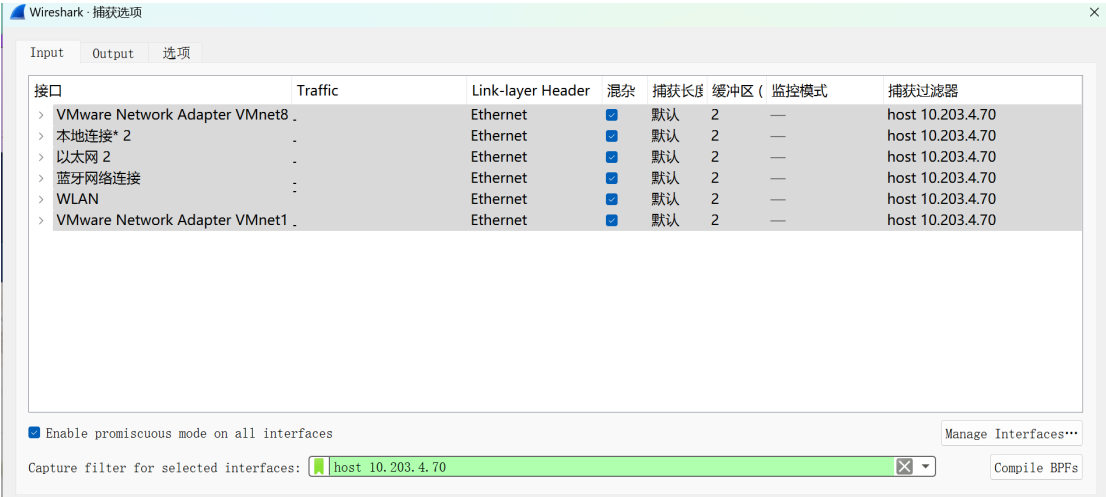 Wireshark · 捕获选项
Input Output 选项
接口 Traffic Link-layer Header 混杂 捕获长度 缓冲区 ( 监控模式 捕获过滤器
VMware Network Adapter VMnet8 _ Ethernet 默认 2 — host 10.203.4.70
本地连接* 2 _ Ethernet 默认 2 — host 10.203.4.70
以太网 2 _ Ethernet 默认 2 — host 10.203.4.70
蓝牙网络连接 _ Ethernet 默认 2 — host 10.203.4.70
WLAN _ Ethernet 默认 2 — host 10.203.4.70
VMware Network Adapter VMnet1 _ Ethernet 默认 2 — host 10.203.4.70
Enable promiscuous mode on all interfaces
Manage Interfaces…
Capture filter for selected interfaces: host 10.203.4.70
Compile BPFs